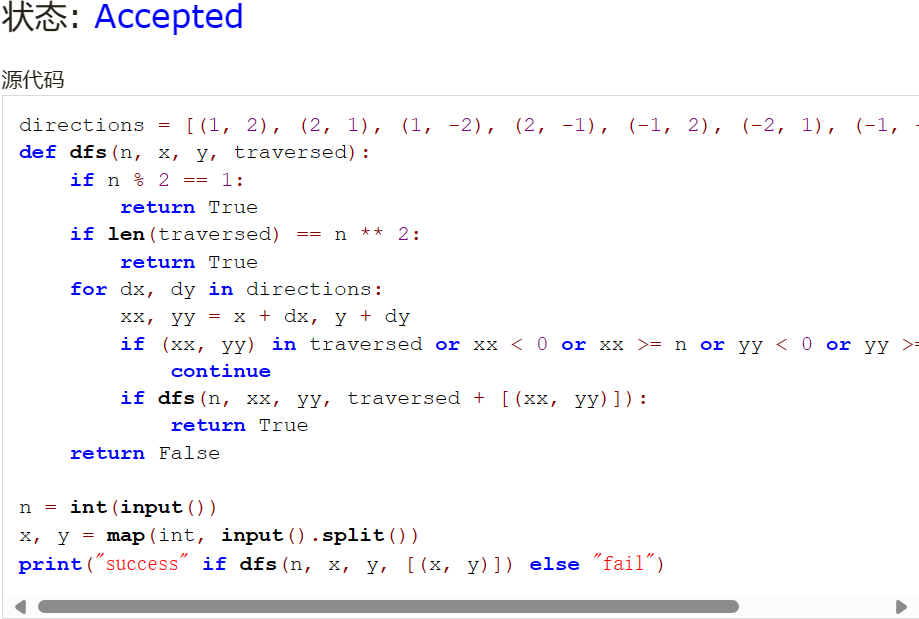 状态: Accepted
源代码
directions = [(1, 2), (2, 1), (1, -2), (2, -1), (-1, 2), (-2, 1), (-1, -
def dfs(n, x, y, traversed):
    if n % 2 == 1:
        return True
    if len(traversed) == n ** 2:
        return True
    for dx, dy in directions:
        xx, yy = x + dx, y + dy
        if (xx, yy) in traversed or xx < 0 or xx >= n or yy < 0 or yy >=
            continue
        if dfs(n, xx, yy, traversed + [(xx, yy)]):
            return True
    return False
n = int(input())
x, y = map(int, input().split())
print("success" if dfs(n, x, y, [(x, y)]) else "fail")